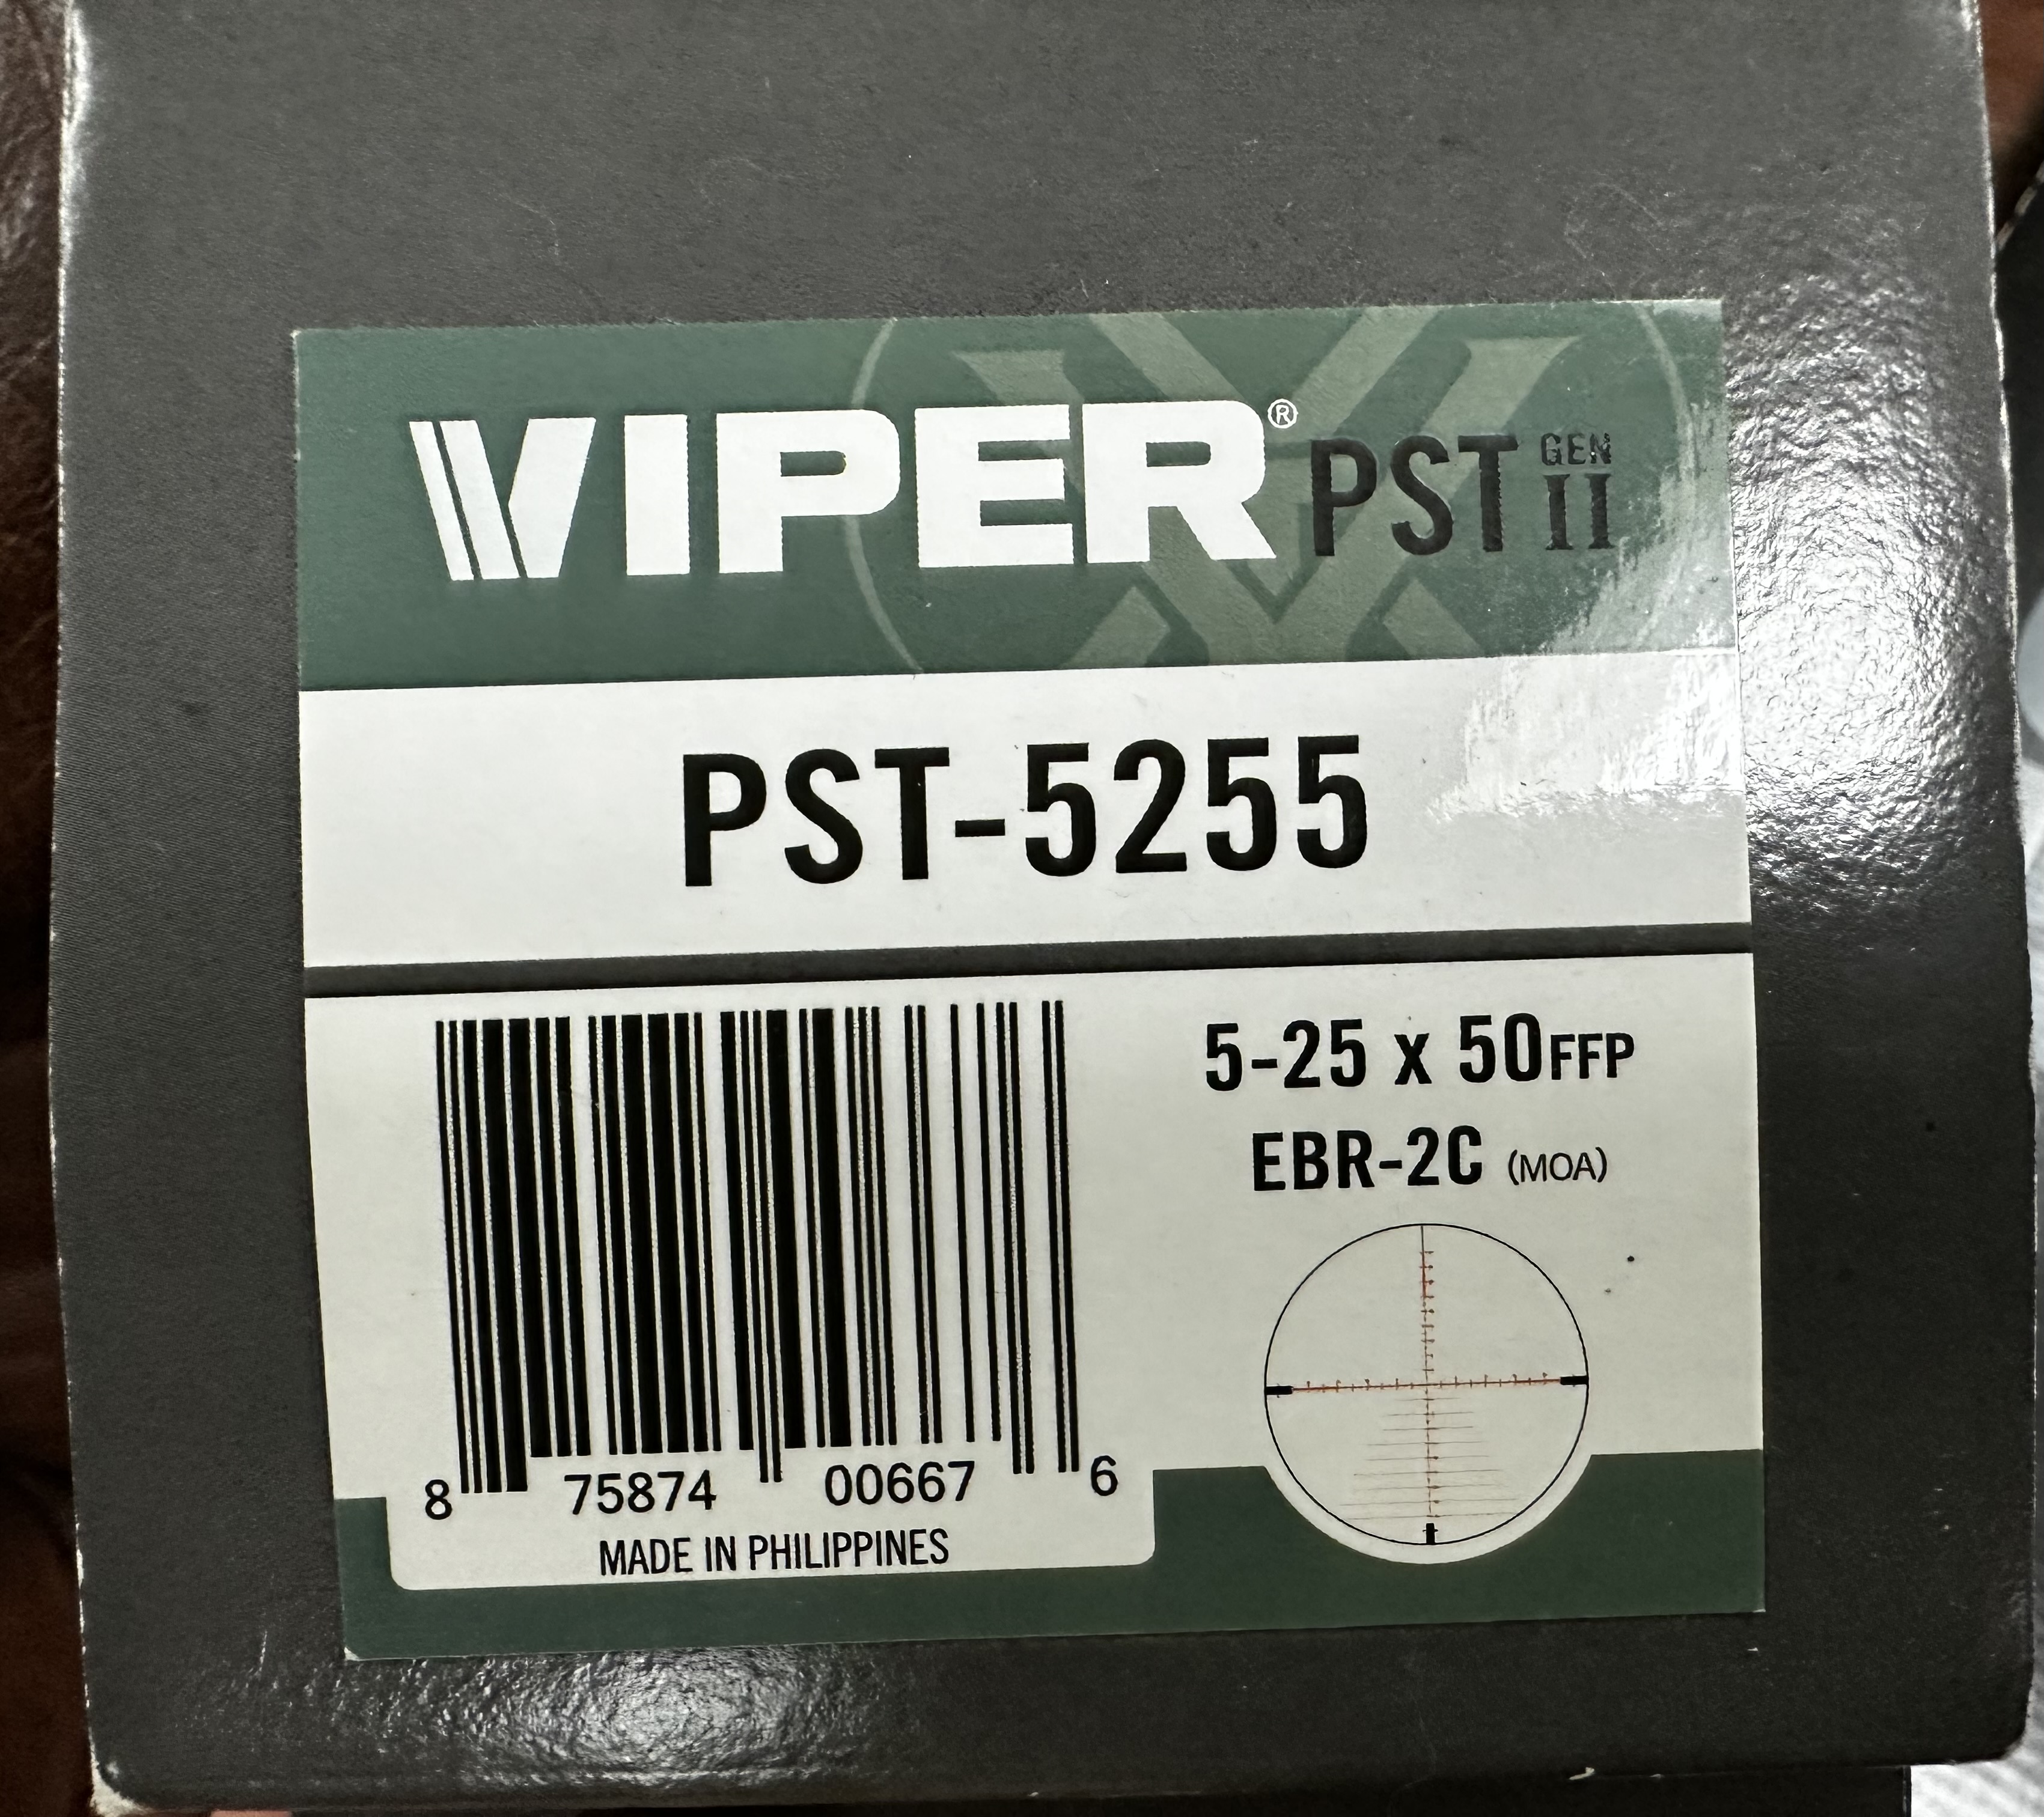 VIPER® PST GEN II
PST-5255
5-25 x 50FFP
EBR-2C (MOA)
8 75874 00667 6
MADE IN PHILIPPINES